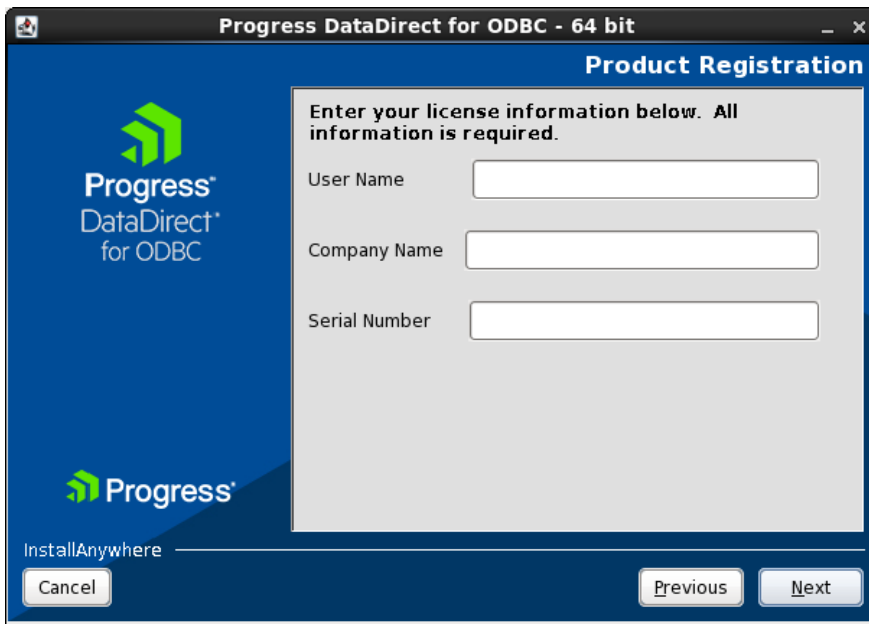 Progress DataDirect for ODBC - 64 bit
Product Registration
Progress
DataDirect
for ODBC
Enter your license information below. All
information is required.
User Name
Company Name
Serial Number
Progress
InstallAnywhere
Cancel
Previous
Next